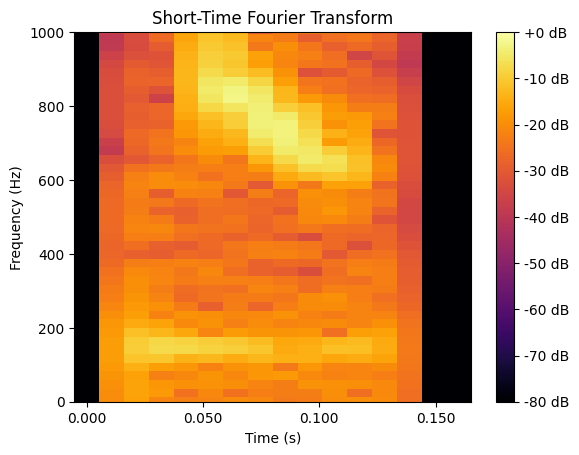 Short-Time Fourier Transform
1000
800
600
400
200
0
Frequency (Hz)
0.000
0.050
0.100
0.150
Time (s)
+0 dB
-10 dB
-20 dB
-30 dB
-40 dB
-50 dB
-60 dB
-70 dB
-80 dB